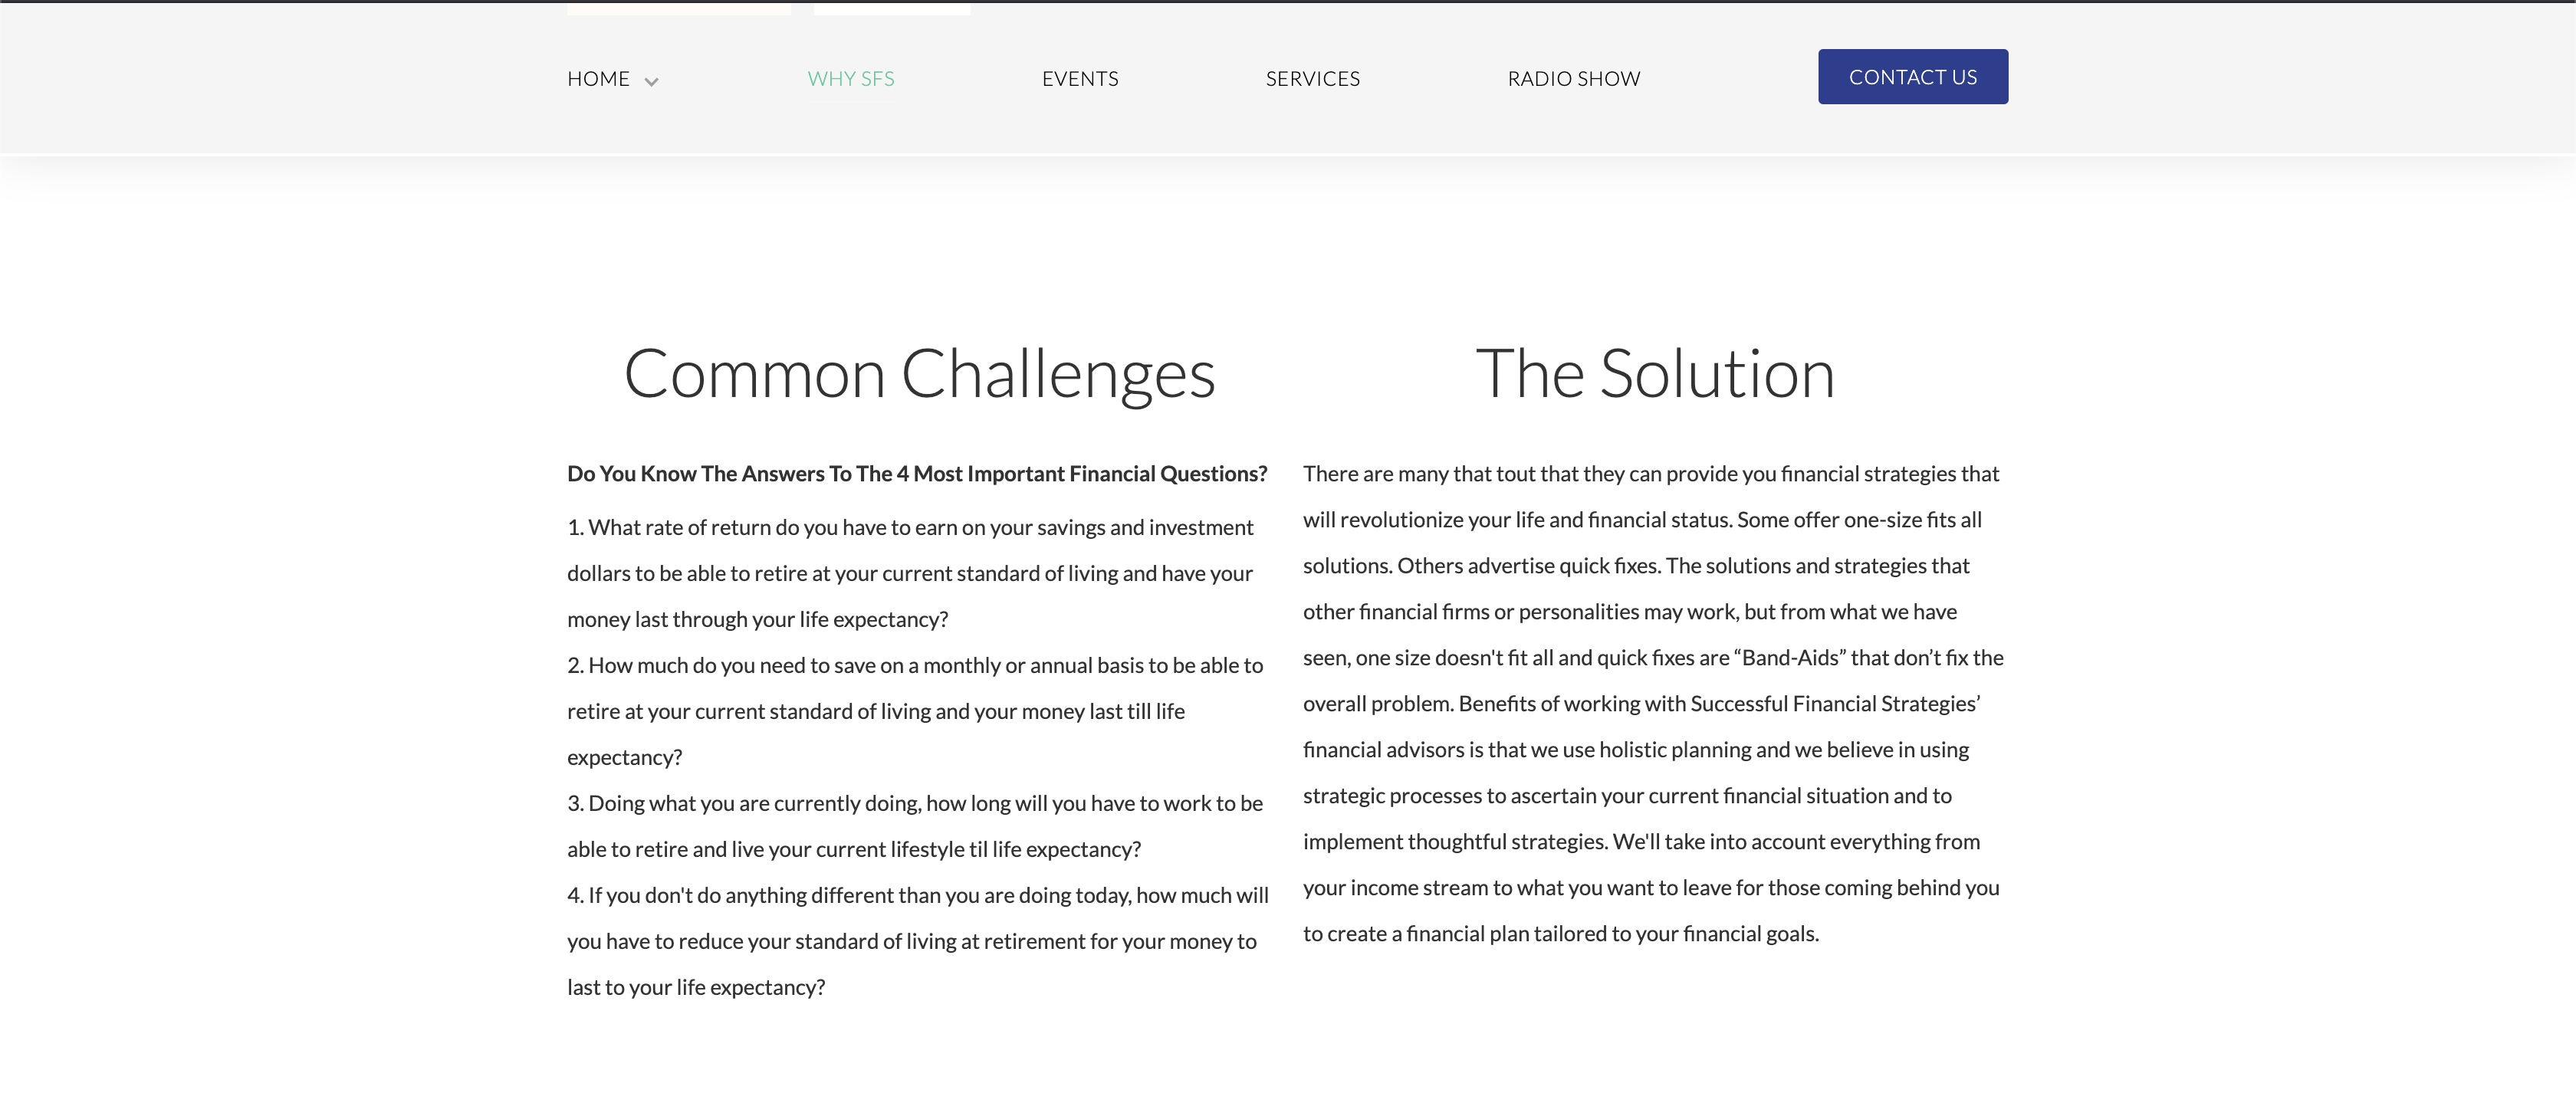 HOME
WHY SFS
EVENTS
SERVICES
RADIO SHOW
CONTACT US
Common Challenges
Do You Know The Answers To The 4 Most Important Financial Questions?
1. What rate of return do you have to earn on your savings and investment
dollars to be able to retire at your current standard of living and have your
money last through your life expectancy?
2. How much do you need to save on a monthly or annual basis to be able to
retire at your current standard of living and your money last till life
expectancy?
3. Doing what you are currently doing, how long will you have to work to be
able to retire and live your current lifestyle til life expectancy?
4. If you don't do anything different than you are doing today, how much will
you have to reduce your standard of living at retirement for your money to
last to your life expectancy?
The Solution
There are many that tout that they can provide you financial strategies that
will revolutionize your life and financial status. Some offer one-size fits all
solutions. Others advertise quick fixes. The solutions and strategies that
other financial firms or personalities may work, but from what we have
seen, one size doesn't fit all and quick fixes are “Band-Aids” that don’t fix the
overall problem. Benefits of working with Successful Financial Strategies’
financial advisors is that we use holistic planning and we believe in using
strategic processes to ascertain your current financial situation and to
implement thoughtful strategies. We'll take into account everything from
your income stream to what you want to leave for those coming behind you
to create a financial plan tailored to your financial goals.